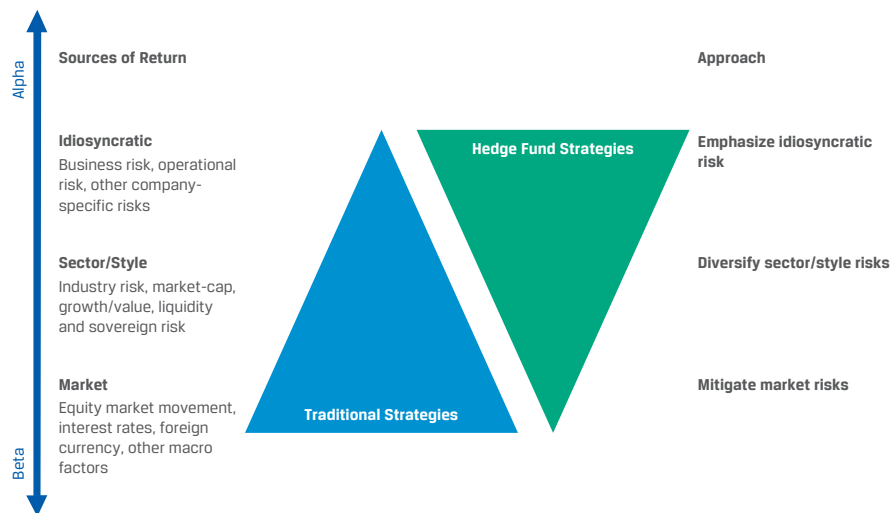 Alpha
Sources of Return
Approach
Idiosyncratic
Business risk, operational
risk, other company-
specific risks
Hedge Fund Strategies
Emphasize idiosyncratic
risk
Sector/Style
Industry risk, market-cap,
growth/value, liquidity
and sovereign risk
Diversify sector/style risks
Market
Equity market movement,
interest rates, foreign
currency, other macro
factors
Traditional Strategies
Mitigate market risks
Beta